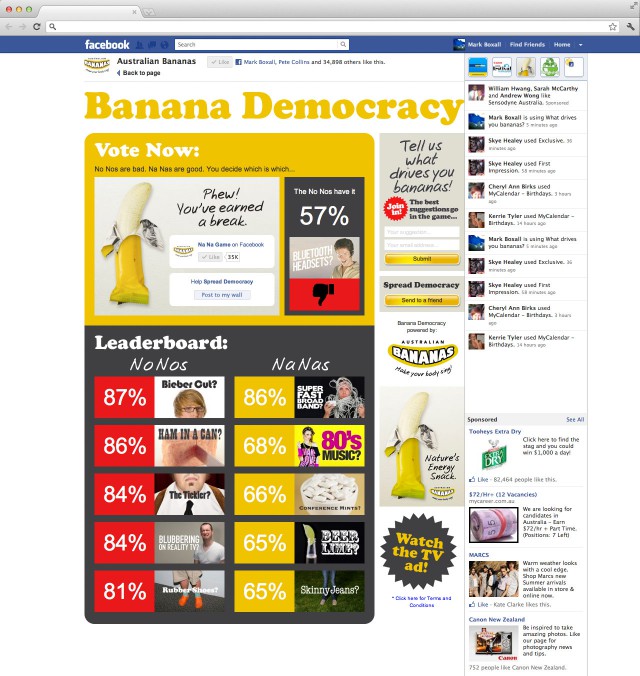 facebook
Search
Mark Boxall
Find Friends
Home
Australian Bananas
Like
Mark Boxall, Pete Collins and 34,898 others like this.
Back to page
Banana Democracy
Vote Now:
No Nos are bad. Na Nas are good. You decide which is which...
Phew!
You've earned
a break.
Na Na Game on Facebook
Like
35K
Help Spread Democracy
Post to my wall
The No Nos have it
57%
BLUETOOTH
HEADSETS?
Leaderboard:
NoNos
NaNas
87%
Bieber Cut?
86%
SUPER
FAST
BROAD
BAND?
86%
HAM IN A CAN?
68%
80's
MUSIC?
84%
The Tickler?
66%
CONFERENCE MINTS?
84%
BLUBBERING
ON REALITY TV?
65%
BEER
LIME?
81%
Rubber Shoes?
65%
Skinny Jeans?
Tell us
what
drives you
bananas!
Join
in!
The best
suggestions go
in the game...
Your suggestion...
Your email address...
Submit
Spread Democracy
Send to a friend
Banana Democracy
powered by:
AUSTRALIAN
BANANAS
Make your body sing!
Nature's
Energy
Snack.
Watch
the TV
ad!
* Click here for Terms and
Conditions
William Hwang, Sarah McCarthy
and Andrew Wong like
Sensodyne Australia. Sponsored
Mark Boxall is using What drives
you bananas? 5 minutes ago
Skye Healey used Exclusive. 36
minutes ago
Skye Healey used First
Impression. 58 minutes ago
Cheryl Ann Birks used
MyCalendar - Birthdays. 3 hours
ago
Kerrie Tyler used MyCalendar -
Birthdays. 14 hours ago
Mark Boxall is using What drives
you bananas? 5 minutes ago
Skye Healey used Exclusive. 36
minutes ago
Skye Healey used First
Impression. 58 minutes ago
Cheryl Ann Birks used
MyCalendar - Birthdays. 3 hours
ago
Kerrie Tyler used MyCalendar -
Birthdays. 14 hours ago
Sponsored
See All
Tooheys Extra Dry
EXTRA
DRY
Click here to find the
stag and you could
win $1,000 a day!
Like · 82,464 people like this.
$72/Hr+ (12 Vacancies)
mycareer.com.au
We are looking for
candidates in
Australia - Earn
$72/hr + Part Time.
(Positions: 7 Left)
MARCS
Warm weather looks
with a cool edge.
Shop Marcs new
Summer arrivals
available in store &
online now.
Like · Kate Clarke likes this.
Canon New Zealand
Canon
Be inspired to take
amazing photos. Like
our page for
photography news
and tips.
752 people like Canon New Zealand.